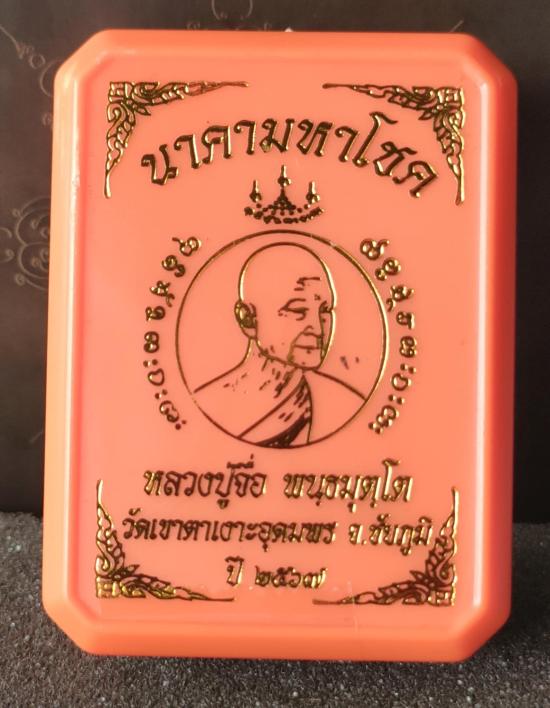 นาคามหาโชค
หลวงปู่จื่อ พนฺธมุตฺโต
วัดเขาตาเงาะอุดมพร จ.ชัยภูมิ
ปี ๒๕๖๗